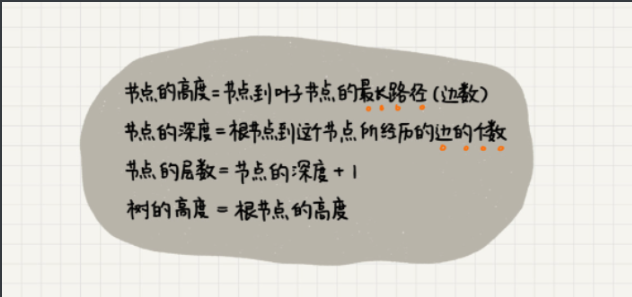 节点的高度=节点到叶子节点的最长路径(边数)
节点的深度=根节点到这个节点所经历的边的个数
节点的层数=节点的深度+1
树的高度=根节点的高度